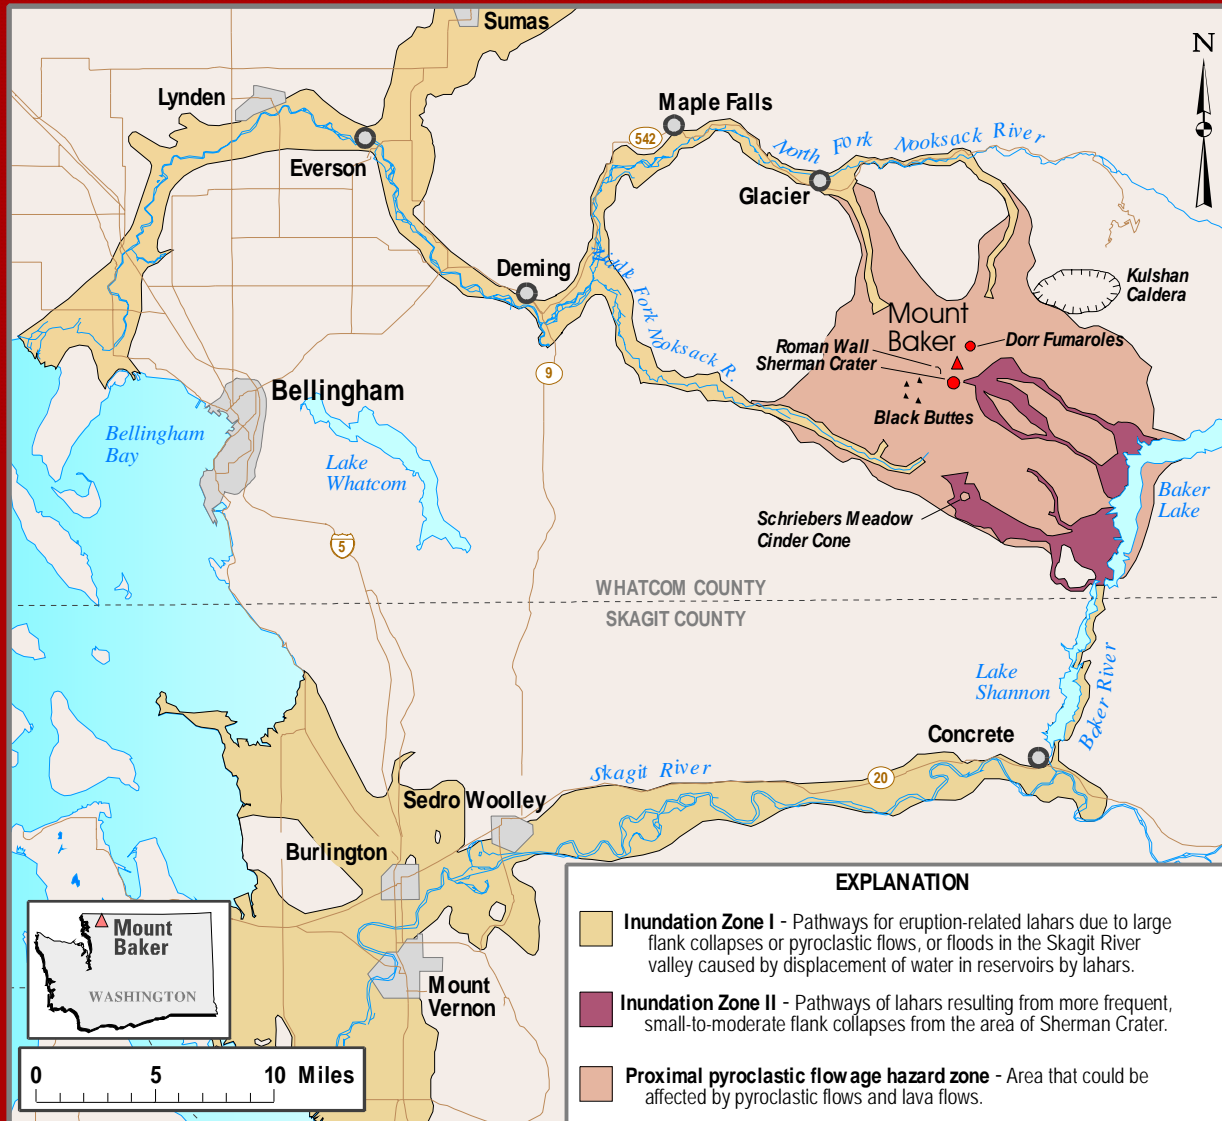 Sumas
N
Lynden
Maple Falls
542
North Fork Nooksack River
Everson
Glacier
Deming
Middle Fork Nooksack R.
Kulshan
Caldera
Mount
Baker
Dorr Fumaroles
Roman Wall
Sherman Crater
9
Bellingham
Black Buttes
Bellingham
Bay
Lake
Whatcom
Baker
Lake
Schriebers Meadow
Cinder Cone
5
WHATCOM COUNTY
SKAGIT COUNTY
Lake
Shannon
Baker River
Concrete
Skagit River
20
Sedro Woolley
Burlington
Mount
Vernon
Mount
Baker
WASHINGTON
0 5 10 Miles
EXPLANATION
Inundation Zone I - Pathways for eruption-related lahars due to large
flank collapses or pyroclastic flows, or floods in the Skagit River
valley caused by displacement of water in reservoirs by lahars.
Inundation Zone II - Pathways of lahars resulting from more frequent,
small-to-moderate flank collapses from the area of Sherman Crater.
Proximal pyroclastic flowage hazard zone - Area that could be
affected by pyroclastic flows and lava flows.